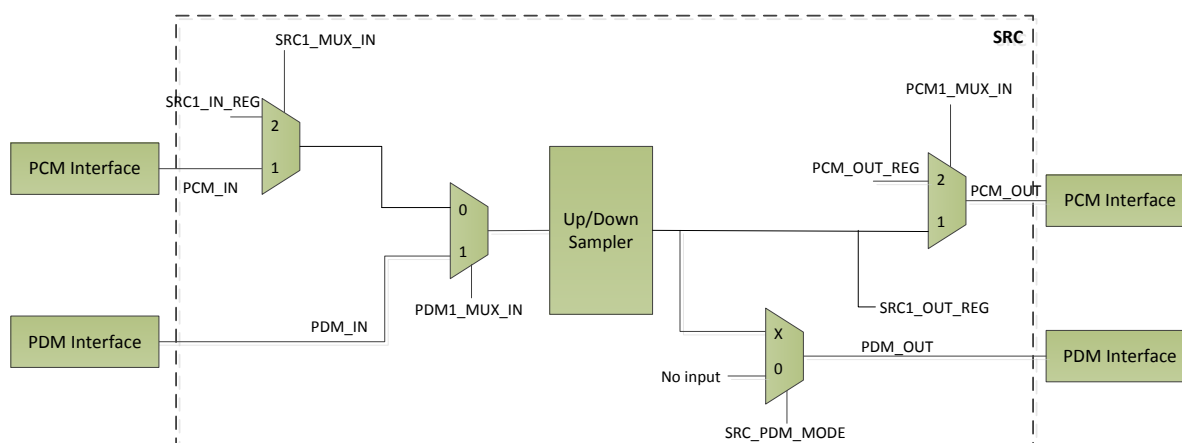 SRC
SRC1_MUX_IN
SRC1_IN_REG
2
1
PCM Interface
PCM_IN
PDM Interface
PDM_IN
0
1
PDM1_MUX_IN
Up/Down
Sampler
PCM1_MUX_IN
PCM_OUT_REG
2
1
PCM_OUT
PCM Interface
SRC1_OUT_REG
X
0
No input
PDM_OUT
PDM Interface
SRC_PDM_MODE